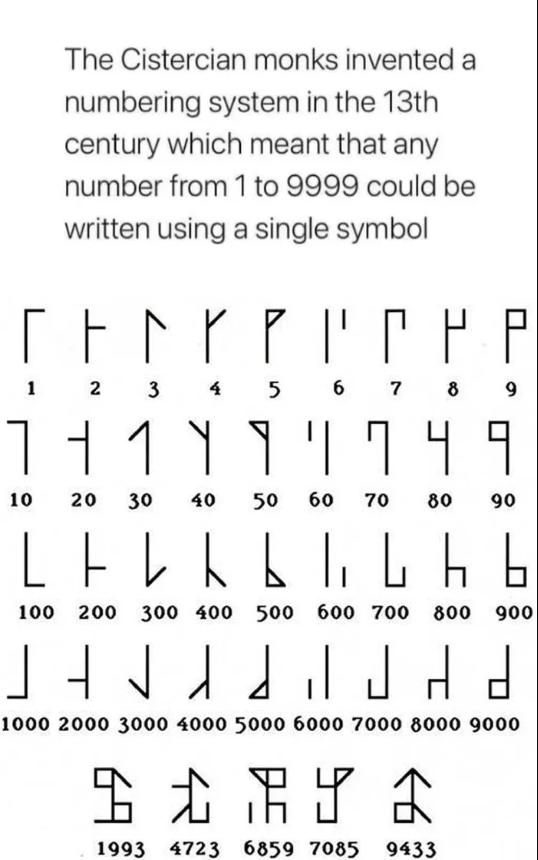 The Cistercian monks invented a
numbering system in the 13th
century which meant that any
number from 1 to 9999 could be
written using a single symbol
1 2 3 4 5 6 7 8 9
10 20 30 40 50 60 70 80 90
100 200 300 400 500 600 700 800 900
1000 2000 3000 4000 5000 6000 7000 8000 9000
1993 4723 6859 7085 9433